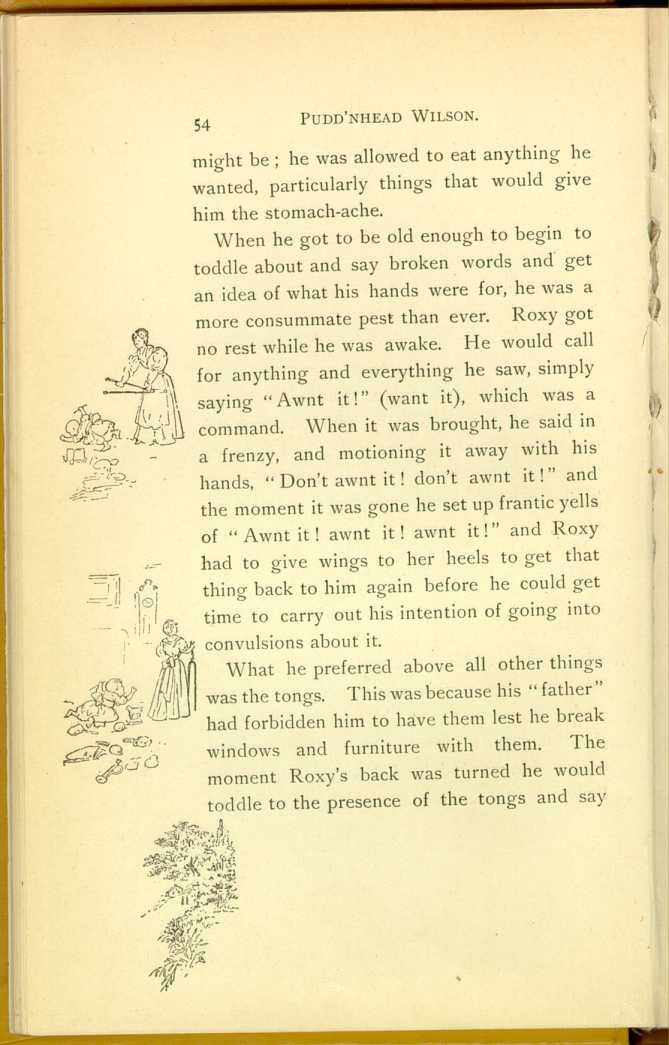 54 PUDD'NHEAD WILSON.
might be ; he was allowed to eat anything he
wanted, particularly things that would give
him the stomach-ache.
When he got to be old enough to begin to
toddle about and say broken words and get
an idea of what his hands were for, he was a
more consummate pest than ever. Roxy got
no rest while he was awake. He would call
for anything and everything he saw, simply
saying "Awnt it!" (want it), which was a
command. When it was brought, he said in
a frenzy, and motioning it away with his
hands, "Don't awnt it! don't awnt it!" and
the moment it was gone he set up frantic yells
of "Awnt it! awnt it! awnt it!" and Roxy
had to give wings to her heels to get that
thing back to him again before he could get
time to carry out his intention of going into
convulsions about it.
What he preferred above all other things
was the tongs. This was because his "father"
had forbidden him to have them lest he break
windows and furniture with them. The
moment Roxy's back was turned he would
toddle to the presence of the tongs and say